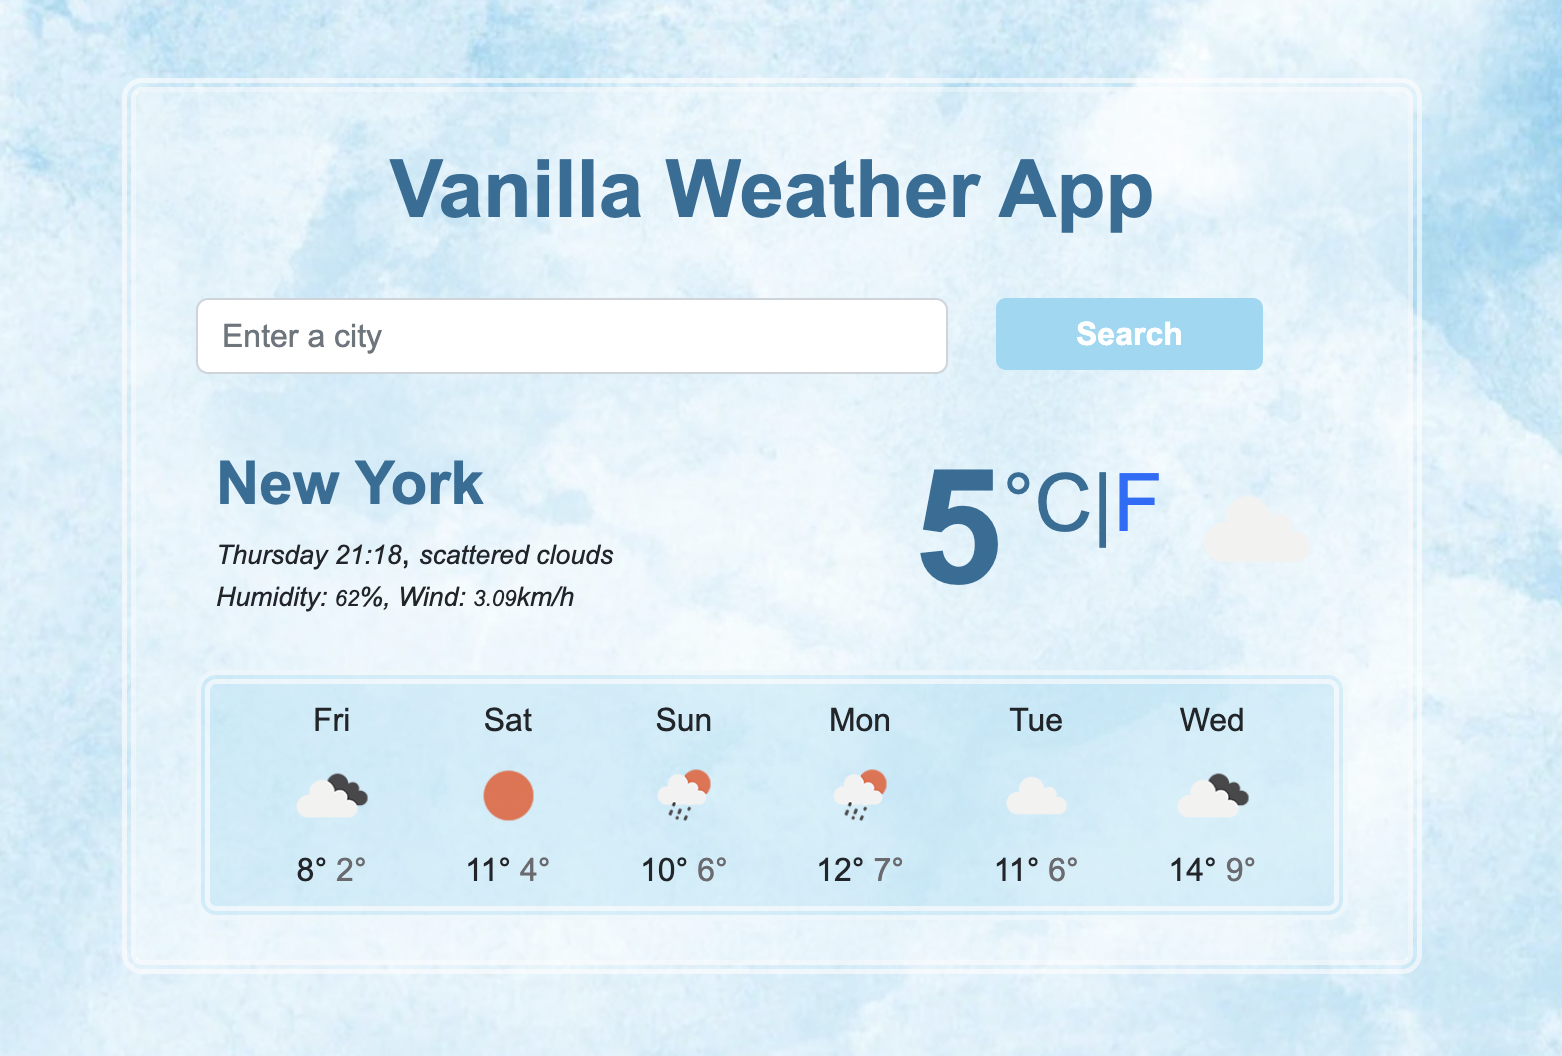 Vanilla Weather App
Enter a city
Search
New York
5 °C|F
Thursday 21:18, scattered clouds
Humidity: 62%, Wind: 3.09km/h
Fri Sat Sun Mon Tue Wed
8° 2° 11° 4° 10° 6° 12° 7° 11° 6° 14° 9°